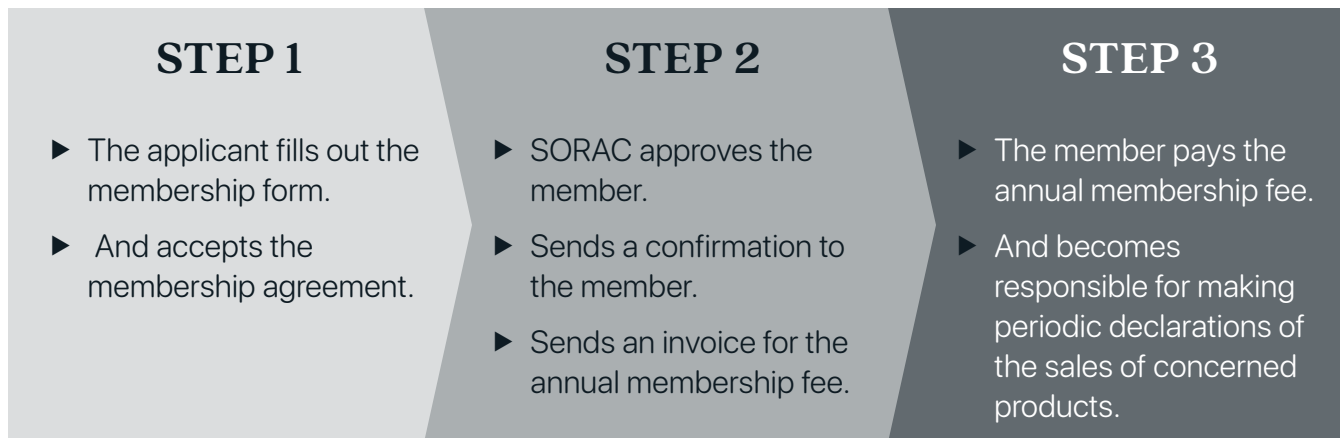 STEP 1
► The applicant fills out the
membership form.
► And accepts the
membership agreement.
STEP 2
► SORAC approves the
member.
► Sends a confirmation to
the member.
► Sends an invoice for the
annual membership fee.
STEP 3
► The member pays the
annual membership fee.
► And becomes
responsible for making
periodic declarations of
the sales of concerned
products.